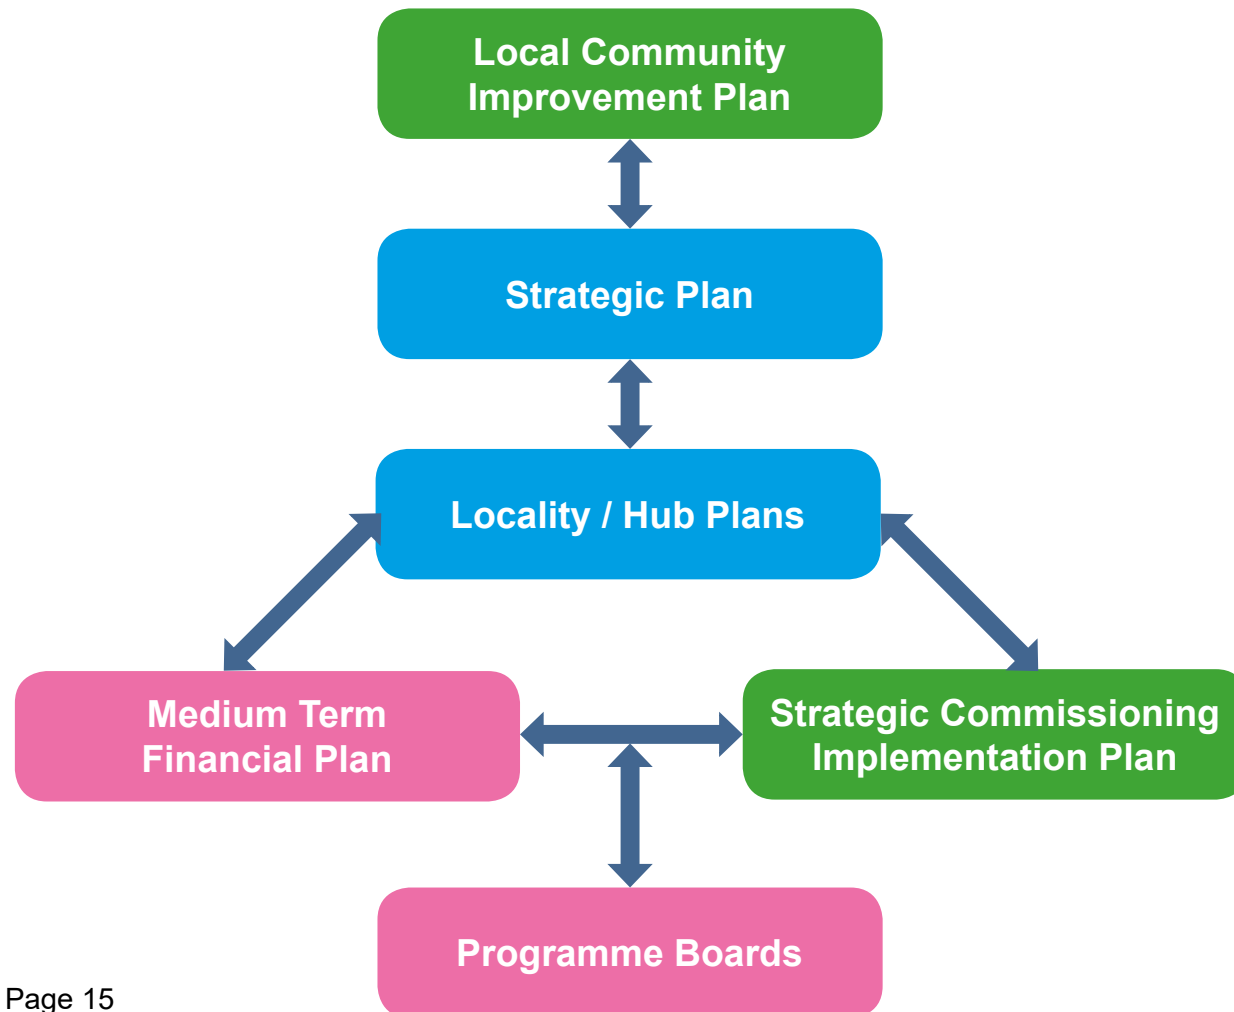 Local Community
Improvement Plan
Strategic Plan
Locality / Hub Plans
Medium Term
Financial Plan
Strategic Commissioning
Implementation Plan
Programme Boards
Page 15